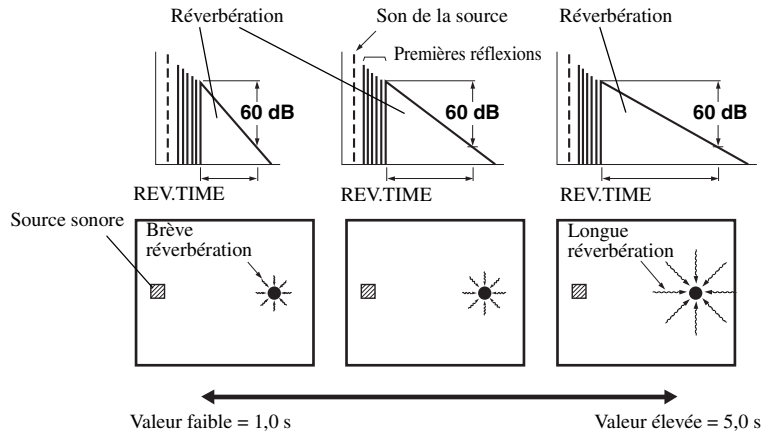 Réverbération
Son de la source
Réverbération
Premières réflexions
60 dB
60 dB
60 dB
REV.TIME
REV.TIME
REV.TIME
Source sonore
Brève
réverbération
Longue
réverbération
Valeur faible = 1,0 s
Valeur élevée = 5,0 s